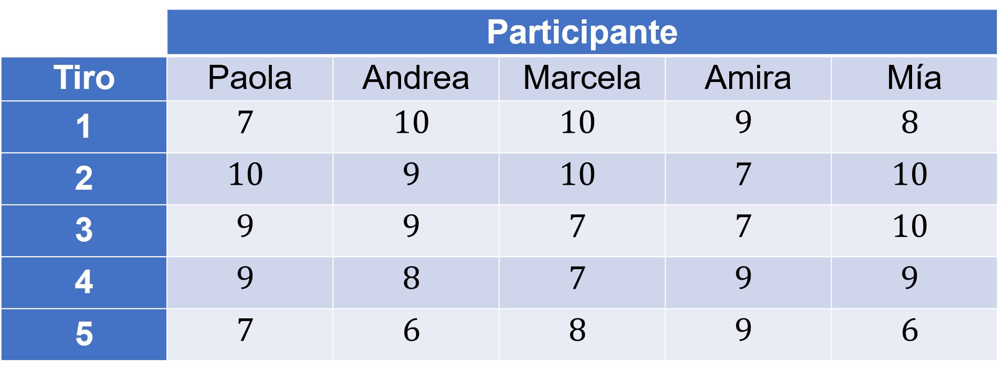 Participante
Tiro Paola Andrea Marcela Amira Mía
1 7 10 10 9 8
2 10 9 10 7 10
3 9 9 7 7 10
4 9 8 7 9 9
5 7 6 8 9 6